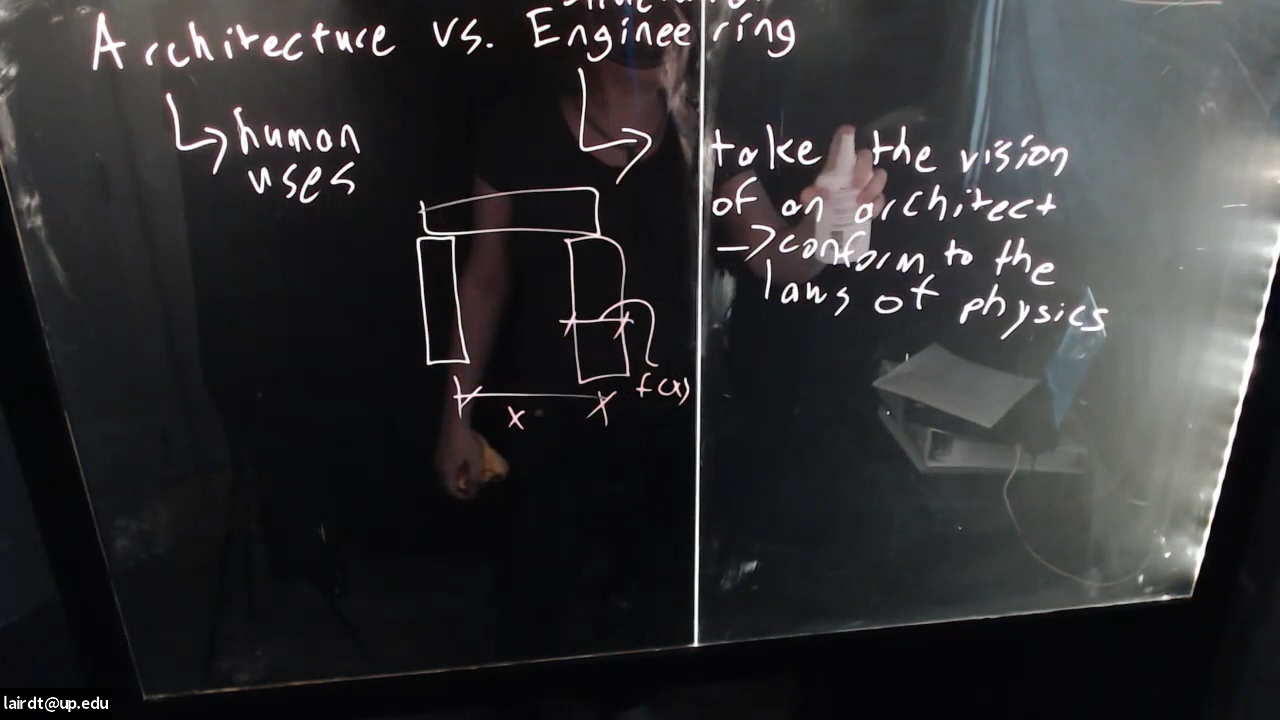 Architecture vs. Engineering
human
uses
take the vision
of an architect
→ conform to the
laws of physics
f(x)
x
lairdt@up.edu